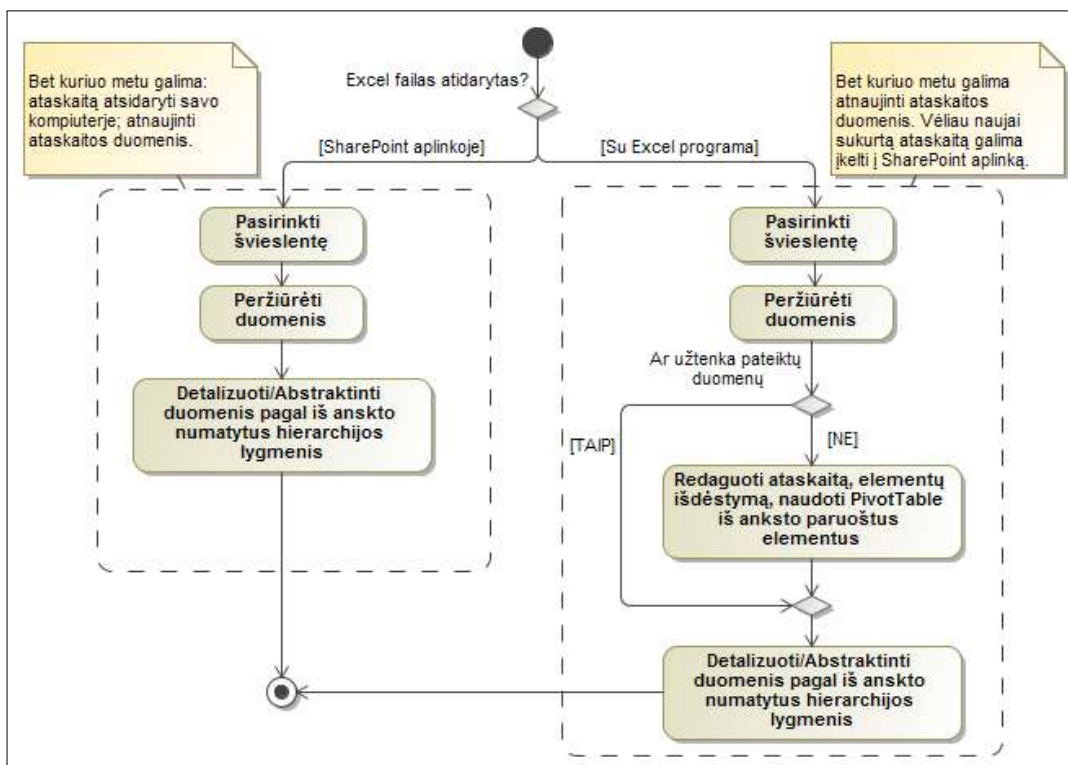 Bet kuriuo metu galima:
ataskaitą atsidaryti savo
kompiuterje; atnaujinti
ataskaitos duomenis.
Excel failas atidarytas?
Bet kuriuo metu galima
atnaujinti ataskaitos
duomenis. Vėliau naujai
sukurtą ataskaitą galima
įkelti į SharePoint aplinką.
[SharePoint aplinkoje]
[Su Excel programa]
Pasirinkti
švieslentę
Peržiūrėti
duomenis
Detalizuoti/Abstraktinti
duomenis pagal iš anskto
numatytus hierarchijos
lygmenis
Pasirinkti
švieslentę
Peržiūrėti
duomenis
Ar užtenka pateiktų
duomenų
[TAIP]
[NE]
Redaguoti ataskaitą, elementų
išdėstymą, naudoti PivotTable
iš anksto paruoštus
elementus
Detalizuoti/Abstraktinti
duomenis pagal iš anskto
numatytus hierarchijos
lygmenis